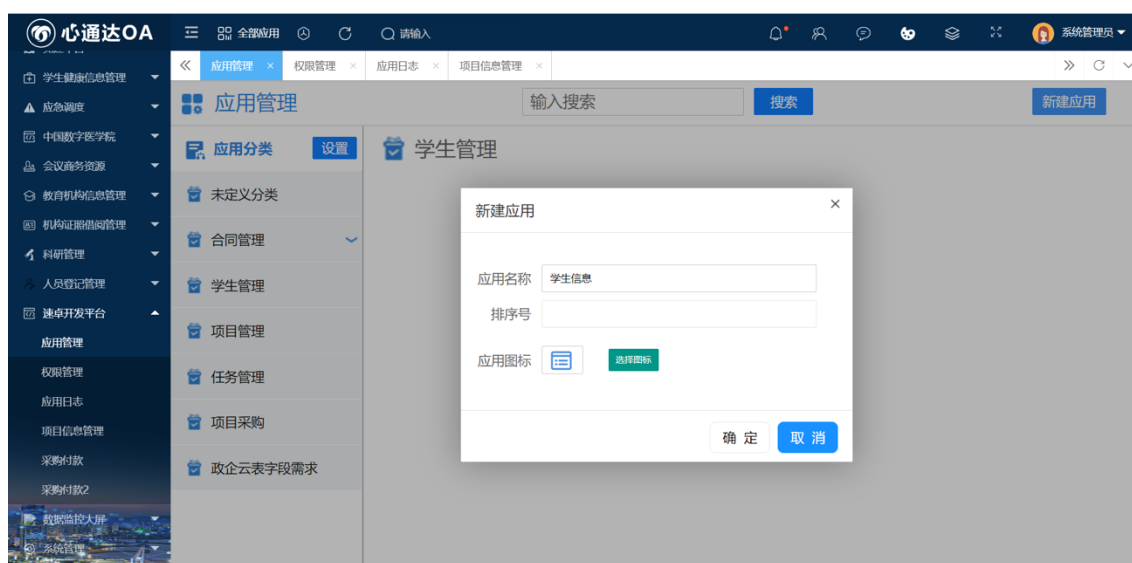 心通达OA
全部应用
请输入
系统管理员
学生健康信息管理
应急调度
中国数字医学院
会议商务资源
教育机构信息管理
机构证照借阅管理
科研管理
人员登记管理
速卓开发平台
应用管理
权限管理
应用日志
项目信息管理
采购付款
采购付款2
数据监控大屏
系统管理
应用管理 ×
权限管理 ×
应用日志 ×
项目信息管理 ×
应用管理
输入搜索
搜索
新建应用
应用分类
设置
学生管理
未定义分类
合同管理
学生管理
项目管理
任务管理
项目采购
政企云表字段需求
新建应用 ×
应用名称 学生信息
排序号
应用图标 选择图标
确 定 取 消